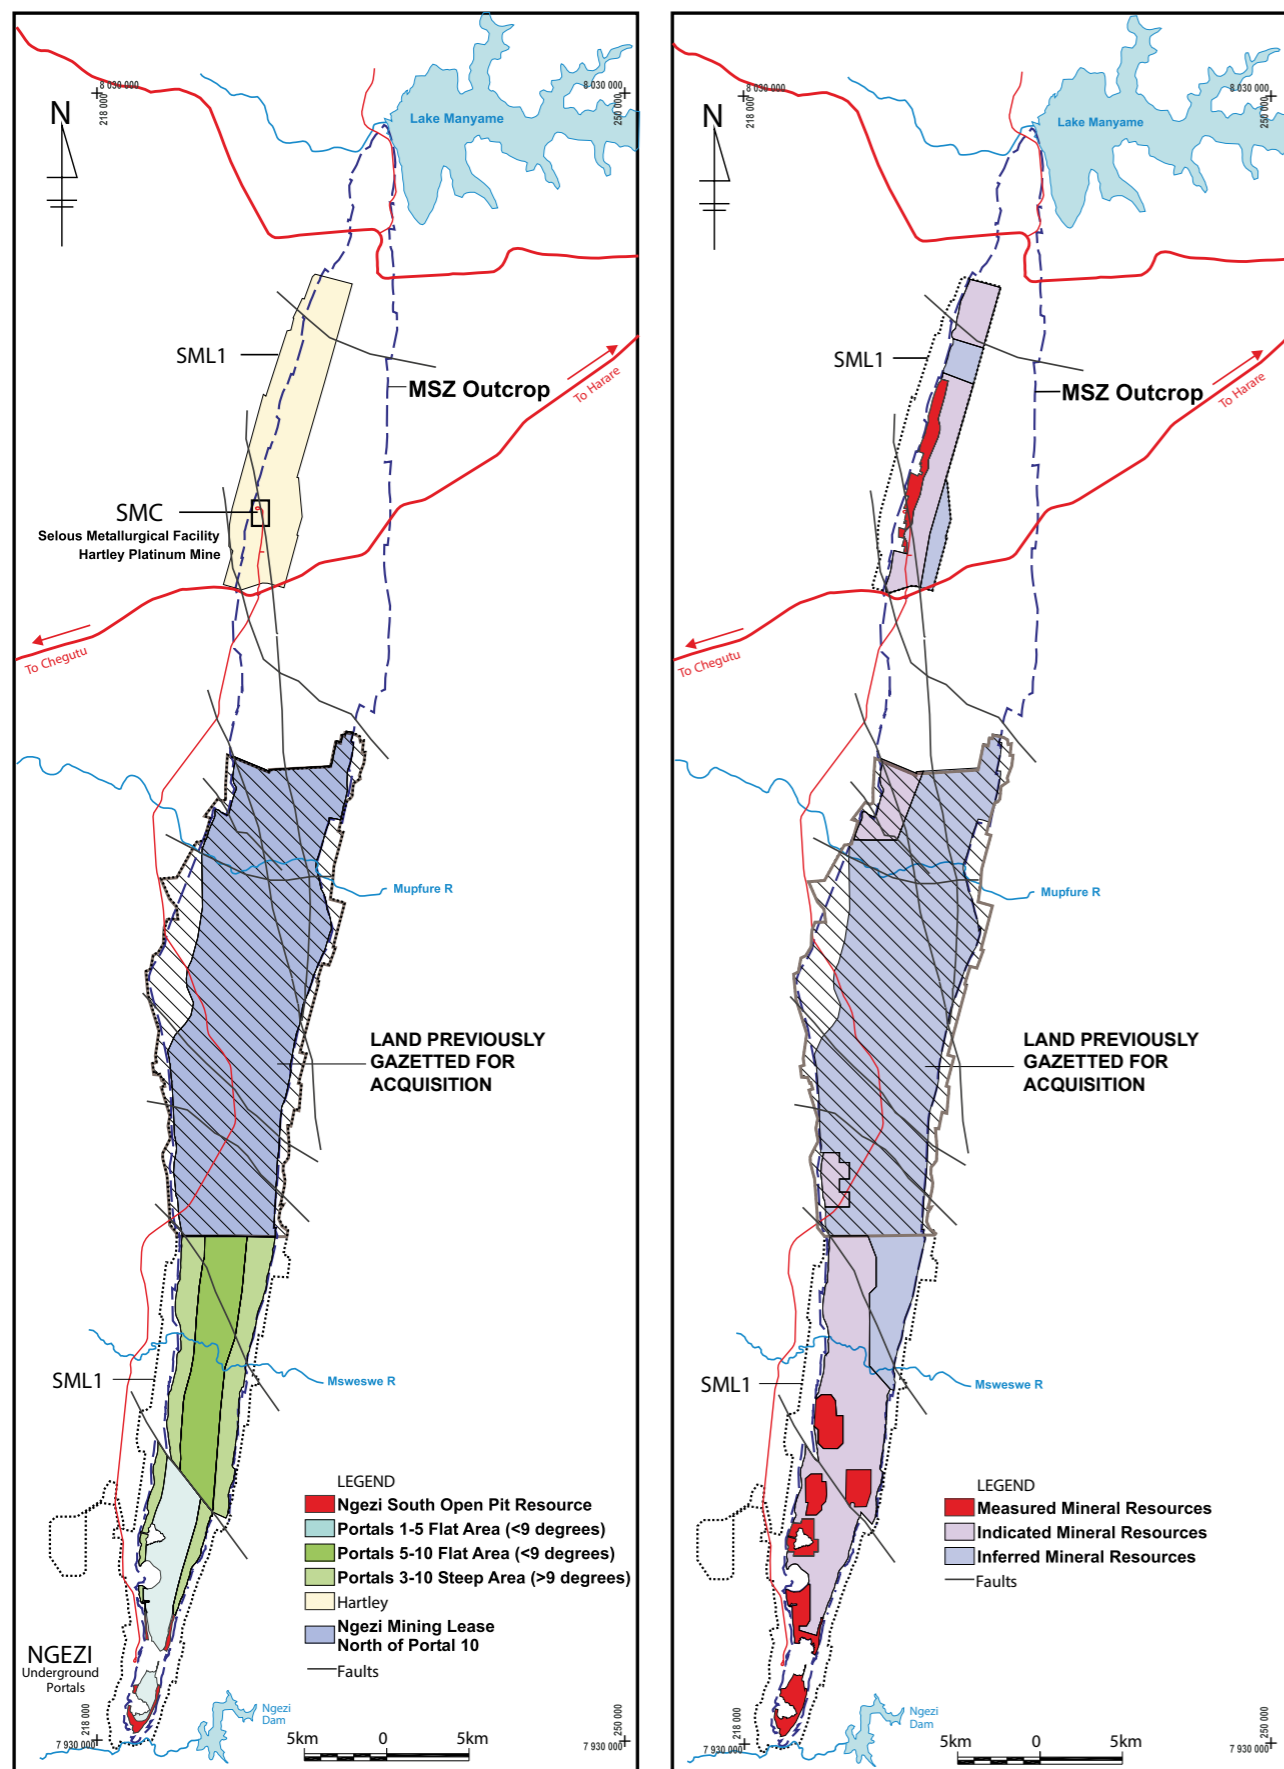 8 030 000
218 000
8 030 000
250 000
N
Lake Manyame
SML1
MSZ Outcrop
To Harare
SMC
Selous Metallurgical Facility
Hartley Platinum Mine
To Chegutu
Mupfure R
LAND PREVIOUSLY
GAZETTED FOR
ACQUISITION
SML1
Msweswe R
LEGEND
Ngezi South Open Pit Resource
Portals 1-5 Flat Area (<9 degrees)
Portals 5-10 Flat Area (<9 degrees)
Portals 3-10 Steep Area (>9 degrees)
Hartley
Ngezi Mining Lease
North of Portal 10
Faults
NGEZI
Underground
Portals
Ngezi
Dam
218 000
7 930 000
5km
0
5km
250 000
7 930 000
8 030 000
218 000
8 030 000
250 000
N
Lake Manyame
SML1
MSZ Outcrop
To Harare
To Chegutu
Mupfure R
LAND PREVIOUSLY
GAZETTED FOR
ACQUISITION
SML1
Msweswe R
LEGEND
Measured Mineral Resources
Indicated Mineral Resources
Inferred Mineral Resources
Faults
Ngezi
Dam
218 000
7 930 000
5km
0
5km
250 000
7 930 000